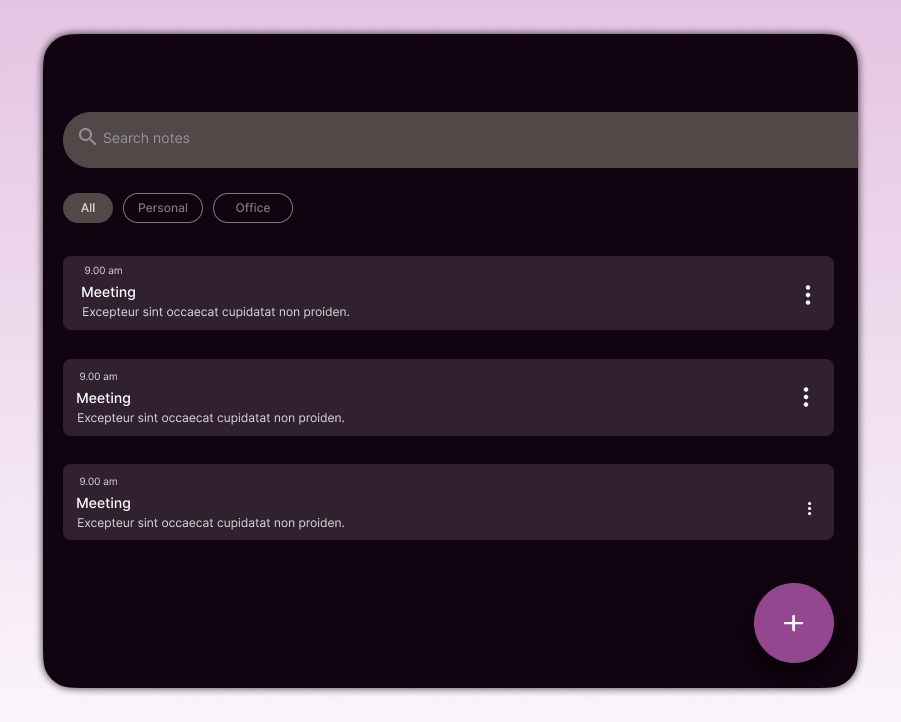 Search notes
All
Personal
Office
9.00 am
Meeting
Excepteur sint occaecat cupidatat non proiden.
9.00 am
Meeting
Excepteur sint occaecat cupidatat non proiden.
9.00 am
Meeting
Excepteur sint occaecat cupidatat non proiden.